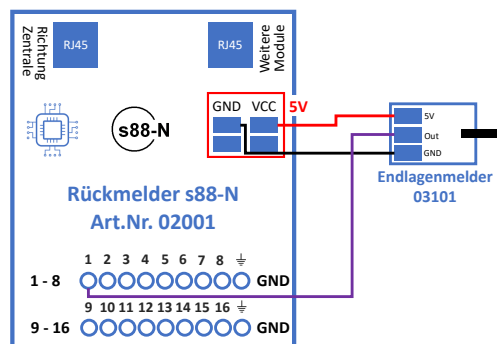 Richtung
Zentrale
RJ45
RJ45
Weitere
Module
s88-N
GND VCC 5V
5V
Out
GND
Endlagenmelder
03101
Rückmelder s88-N
Art.Nr. 02001
1 2 3 4 5 6 7 8
1 - 8 GND
9 10 11 12 13 14 15 16
9 - 16 GND